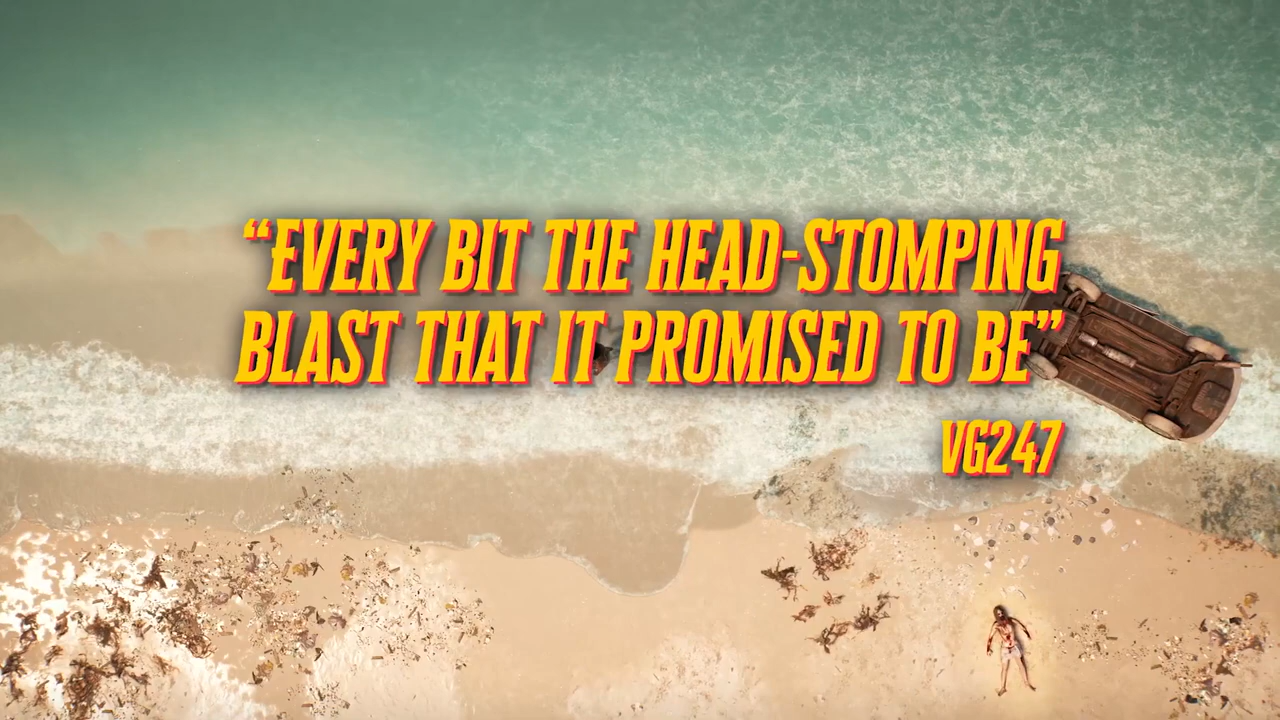 “EVERY BIT THE HEAD-STOMPING
BLAST THAT IT PROMISED TO BE”
VG247